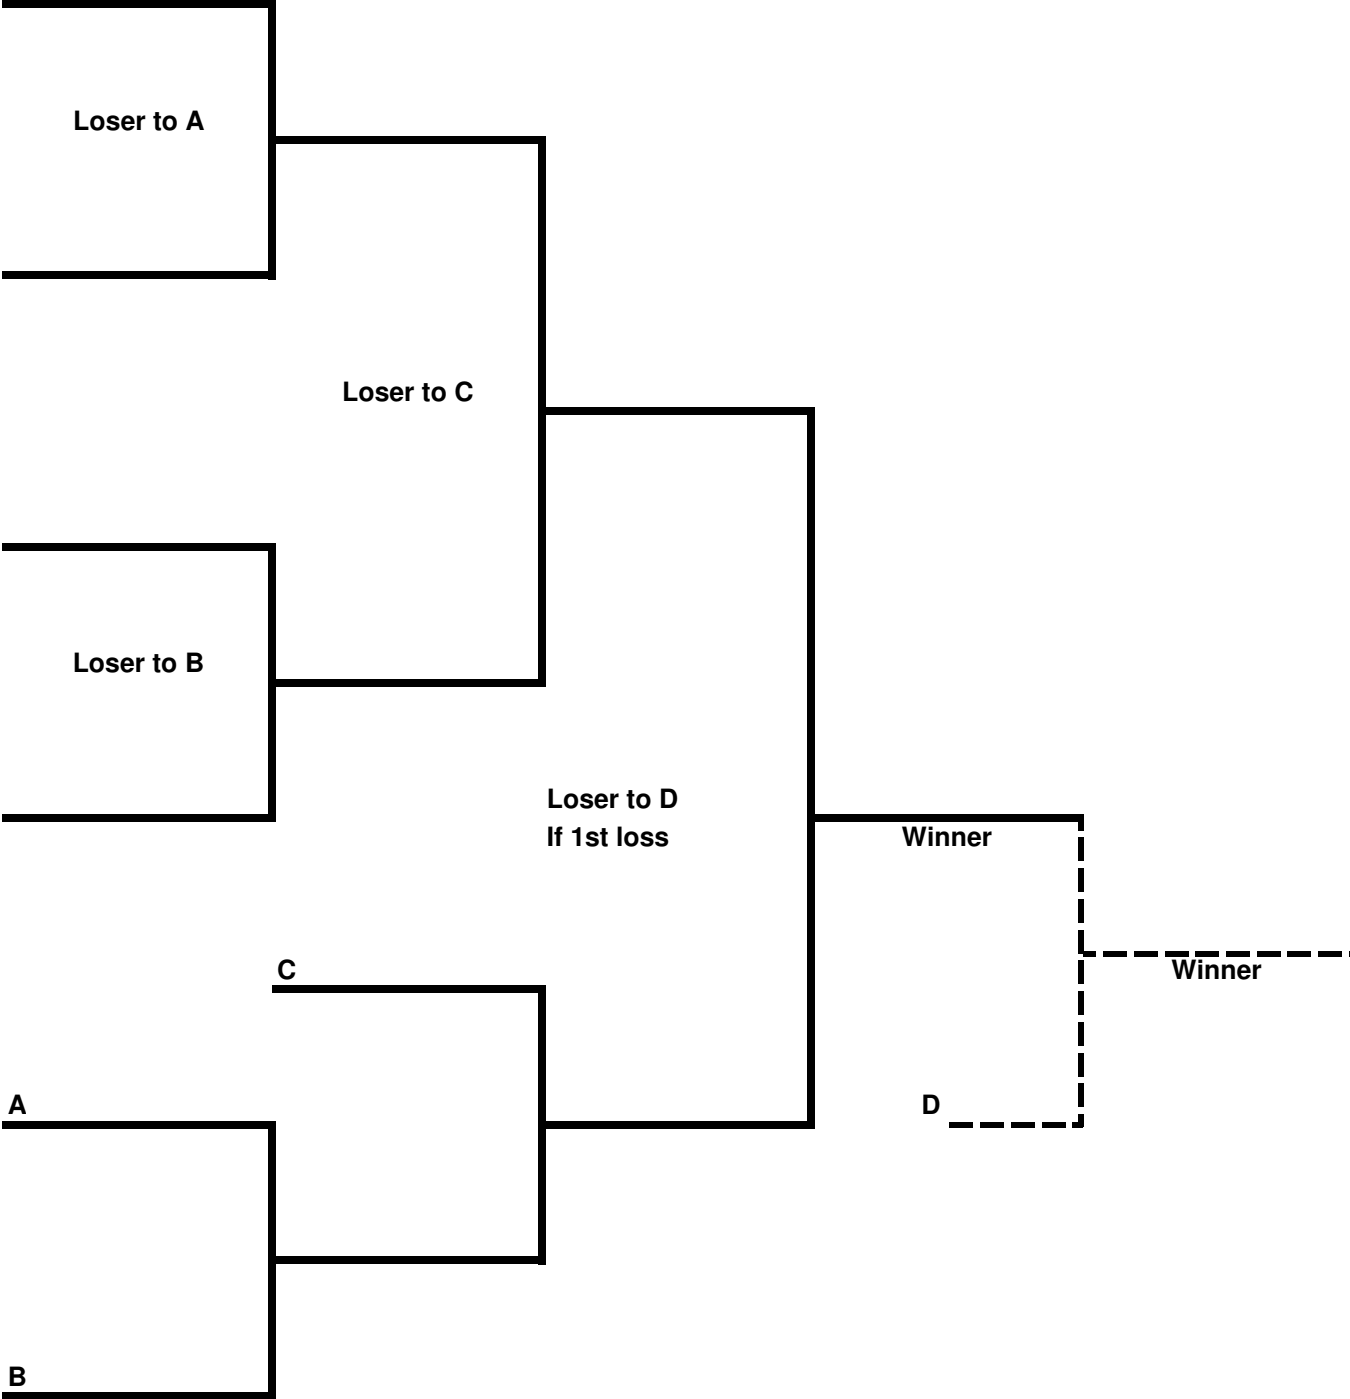 Loser to A
Loser to C
Loser to B
Loser to D
If 1st loss
Winner
C
Winner
A
D
B